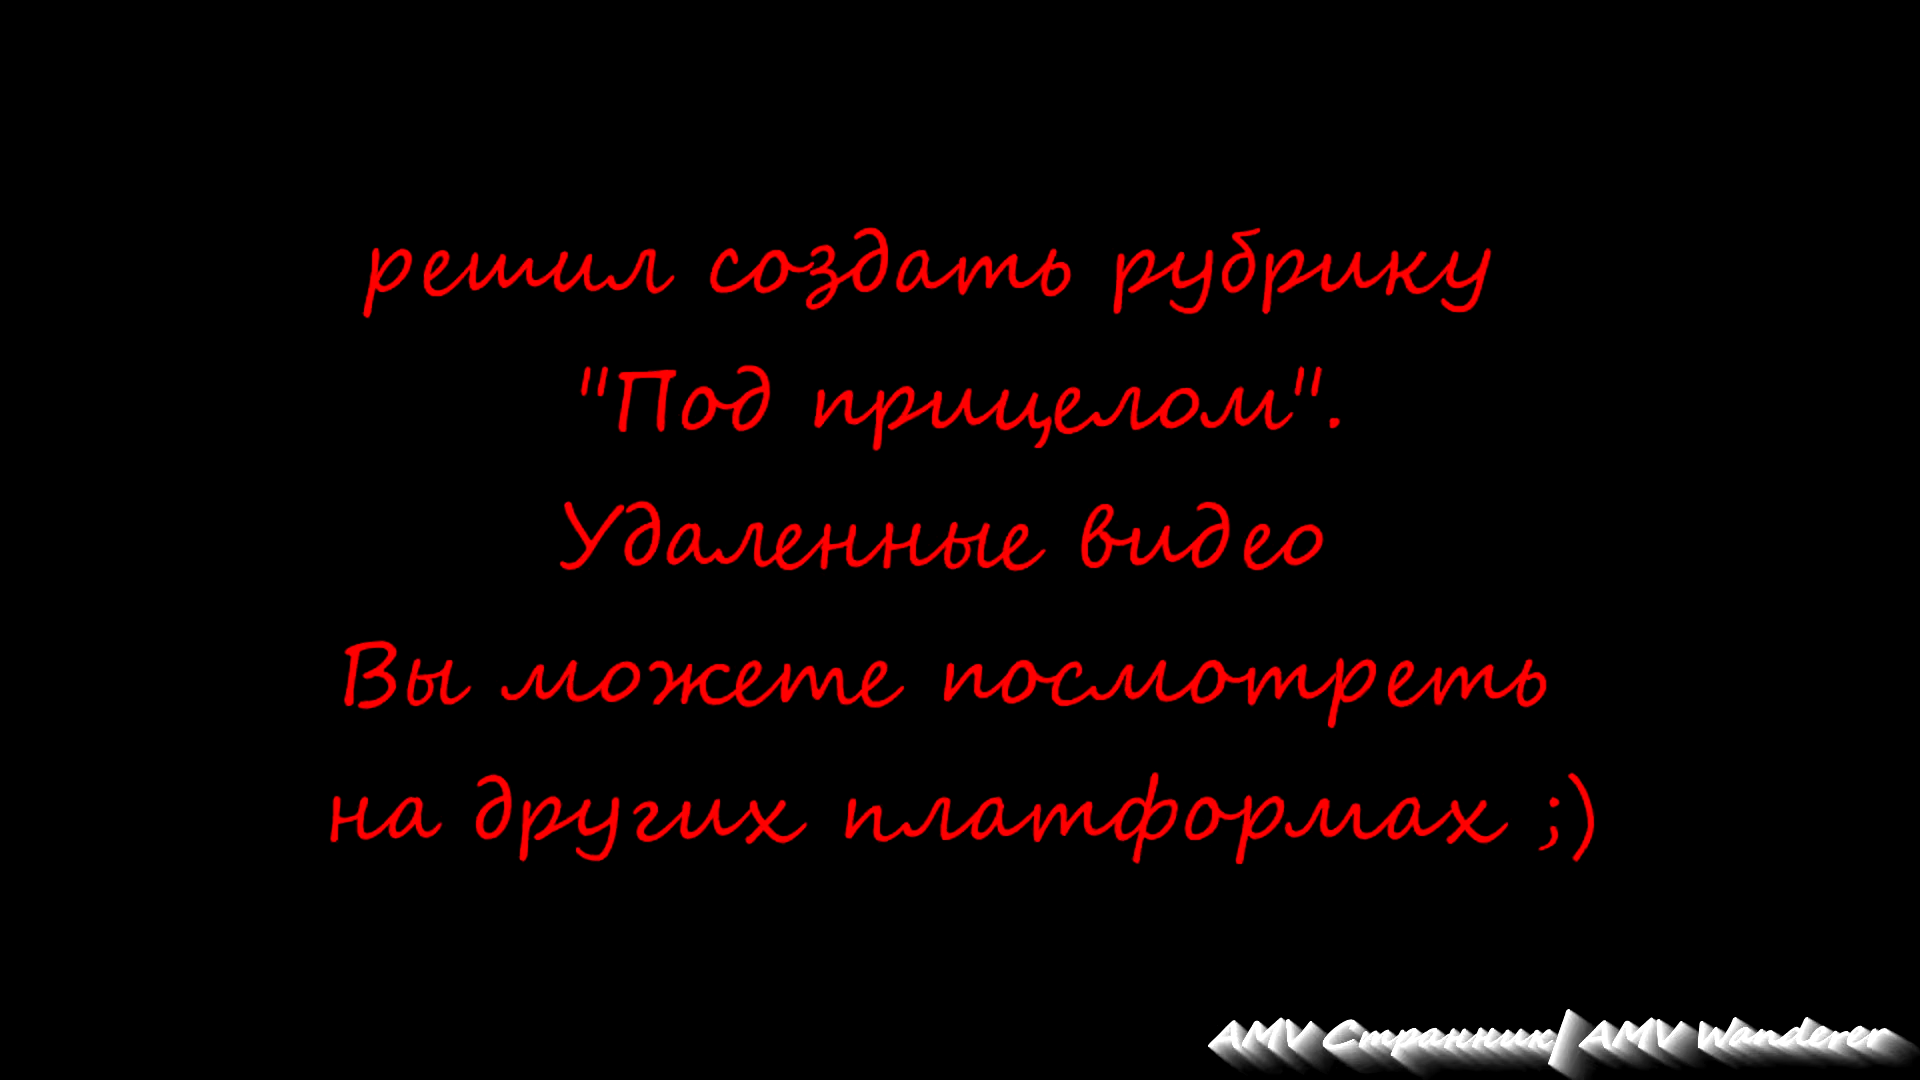 решил создать рубрику
"Под прицелом".
Удаленные видео
Вы можете посмотреть
на других платформах ;)
AMV Странник/ AMV Wanderer